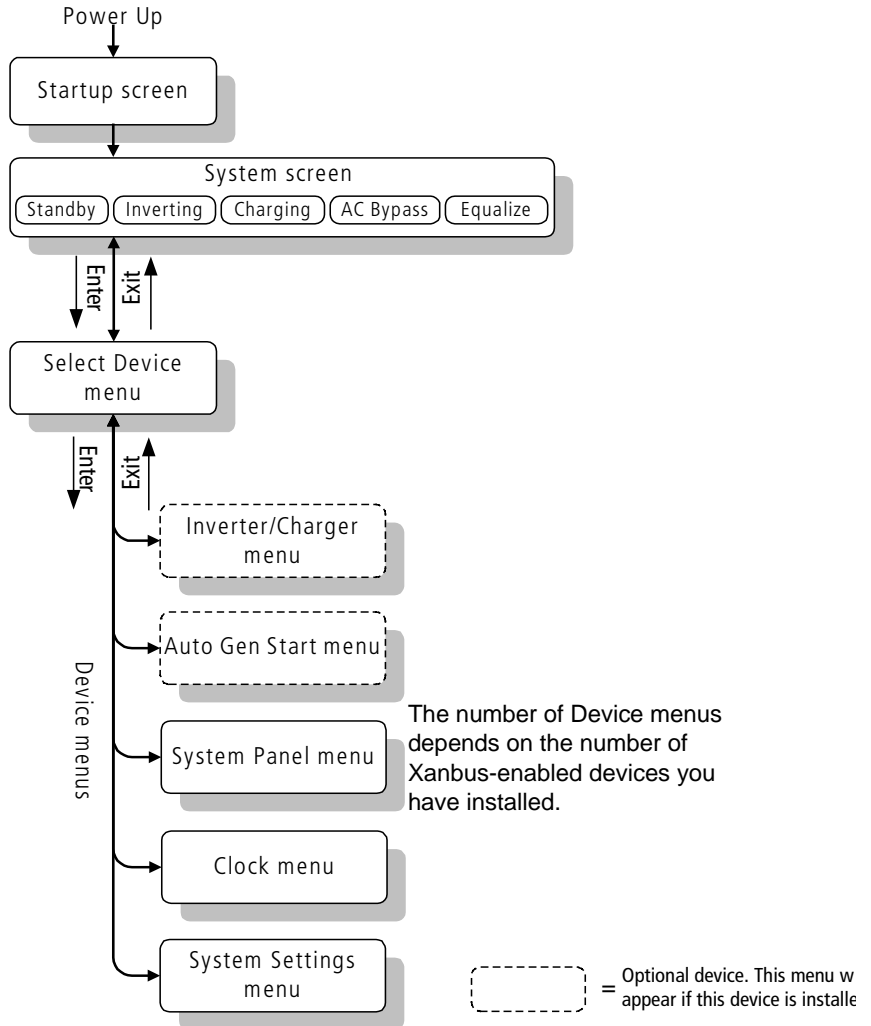 Power Up
Startup screen
System screen
Standby
Inverting
Charging
AC Bypass
Equalize
Enter
Exit
Select Device
menu
Enter
Exit
Inverter/Charger
menu
Auto Gen Start menu
Device menus
The number of Device menus
depends on the number of
Xanbus-enabled devices you
have installed.
System Panel menu
Clock menu
System Settings
menu
= Optional device. This menu w
appear if this device is installe